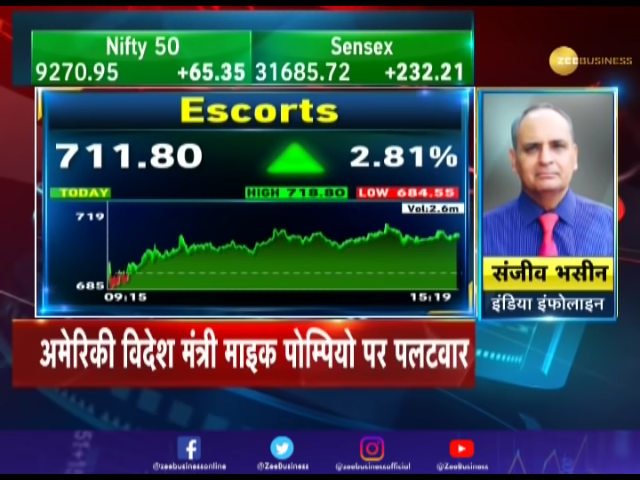 Nifty 50
9270.95 +65.35
Sensex
31685.72 +232.21
ZEEBUSINESS
Escorts
711.80 2.81%
TODAY HIGH 718.80 LOW 684.55
Vol:2.6m
719
685
09:15 15:19
संजीव भसीन
इंडिया इंफोलाइन
अमेरिकी विदेश मंत्री माइक पोम्पियो पर पलटवार
@zeebusinessonline @ZeeBusiness @zeebusinessofficial @ZeeBusiness